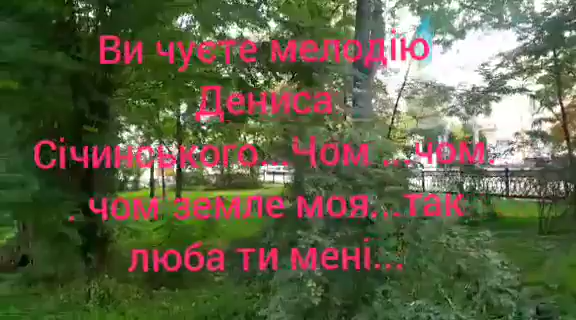 Ви чуєте мелодію
Дениса
Січинського...Чом ...чом.
. чом земле моя...так
люба ти мені...